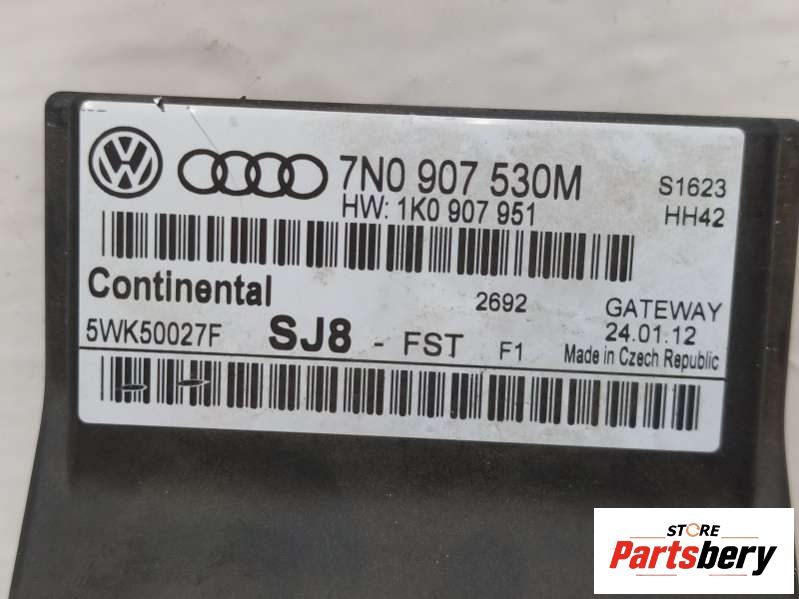 7N0 907 530M
S1623
HW: 1K0 907 951
HH42
Continental
2692
GATEWAY
5WK50027F
SJ8 - FST F1
24.01.12
Made in Czech Republic
STORE
Partsbery